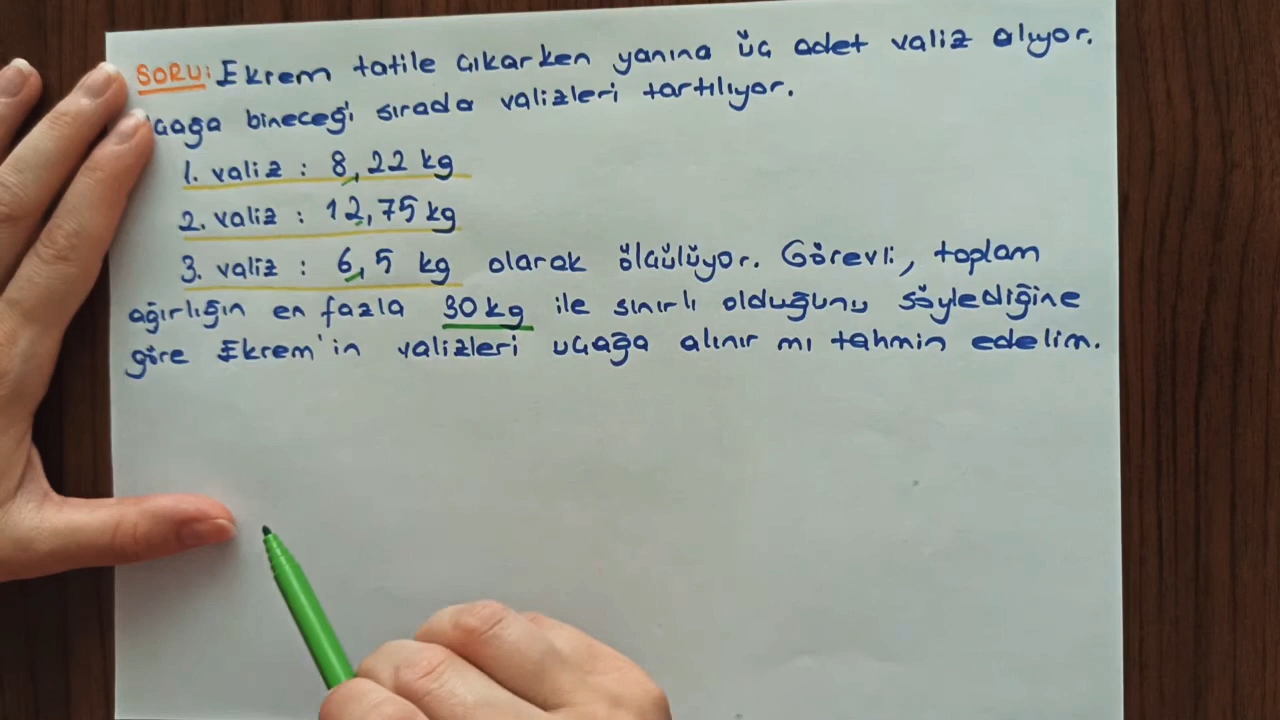 SORU: Ekrem tatile çıkarken yanına üç adet valiz alıyor.
bineceği sırada valizleri tartılıyor.
1. valiz : 8,22 kg
2. valiz : 12,75 kg
3. valiz : 6,5 kg olarak ölçülüyor. Görevli, toplam
ağırlığın en fazla 30 kg ile sınırlı olduğunu söylediğine
göre Ekrem'in valizleri uçağa alınır mı tahmin edelim.